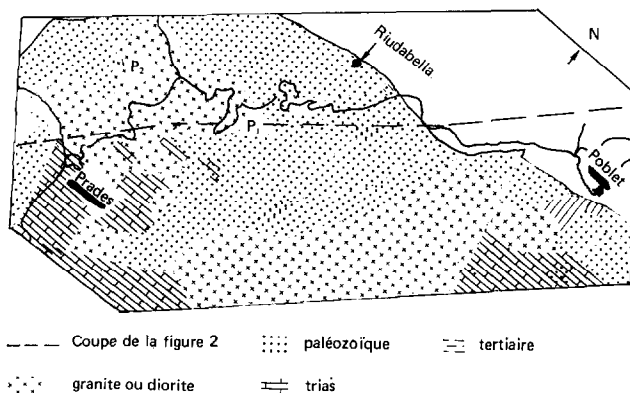 N
Riudabella
P2
P1
Poblet
Prades
Coupe de la figure 2
paléozoïque
tertiaire
granite ou diorite
trias